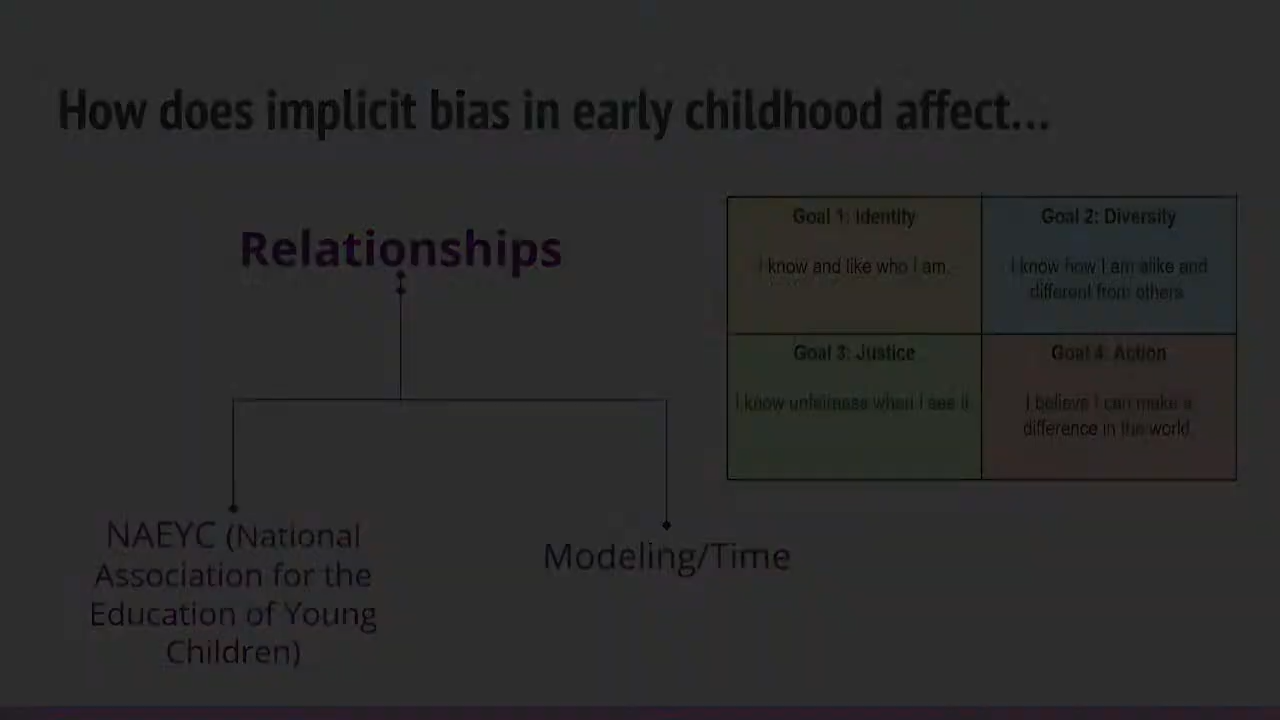 How does implicit bias in early childhood affect...
Relationships
NAEYC (National
Association for the
Education of Young
Children)
Modeling/Time
Goal 1: Identity
I know and like who I am.
Goal 2: Diversity
I know how I am alike and
different from others
Goal 3: Justice
I know unfairness when I see it
Goal 4: Action
I believe I can make a
difference in the world